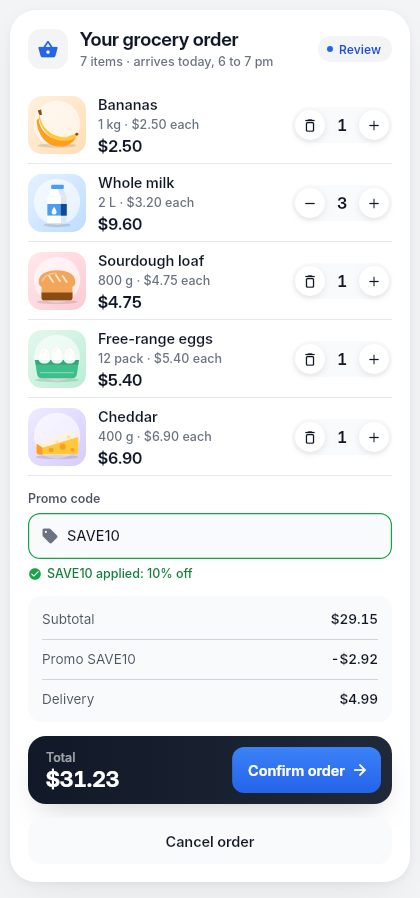 Your grocery order
7 items · arrives today, 6 to 7 pm
Review
Bananas
1 kg · $2.50 each
$2.50
1
Whole milk
2 L · $3.20 each
$9.60
3
Sourdough loaf
800 g · $4.75 each
$4.75
1
Free-range eggs
12 pack · $5.40 each
$5.40
1
Cheddar
400 g · $6.90 each
$6.90
1
Promo code
SAVE10
SAVE10 applied: 10% off
Subtotal $29.15
Promo SAVE10 -$2.92
Delivery $4.99
Total
$31.23
Confirm order →
Cancel order